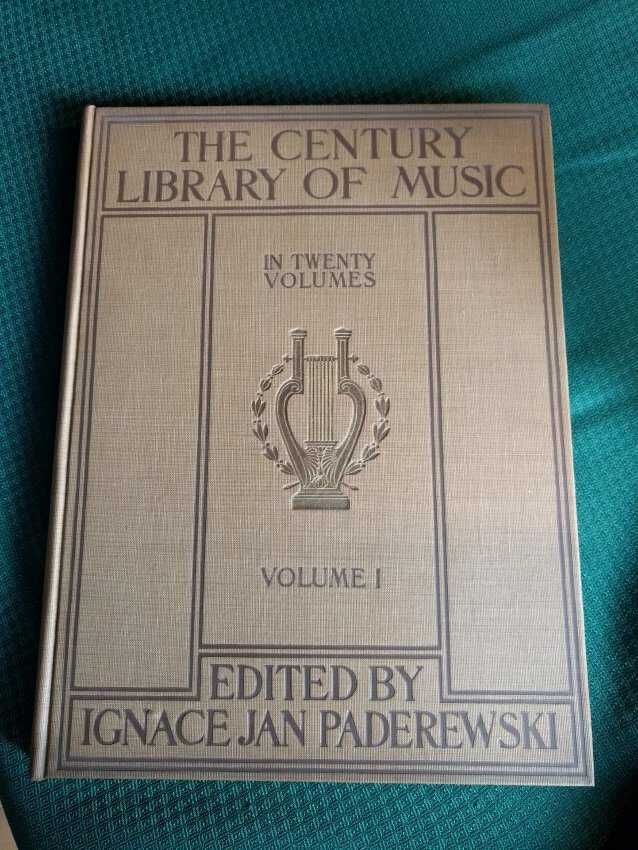 THE CENTURY
LIBRARY OF MUSIC
IN TWENTY
VOLUMES
VOLUME I
EDITED BY
IGNACE JAN PADEREWSKI